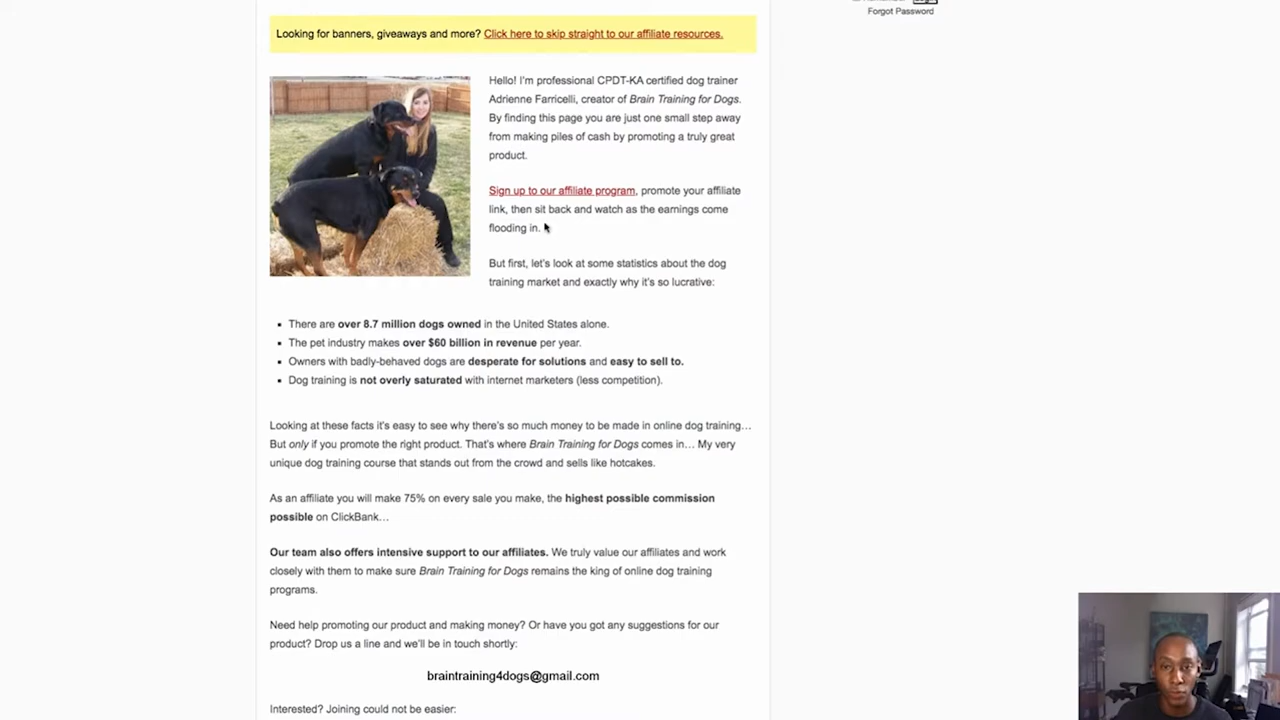 Forgot Password
Looking for banners, giveaways and more? Click here to skip straight to our affiliate resources.
Hello! I'm professional CPDT-KA certified dog trainer
Adrienne Farricelli, creator of Brain Training for Dogs.
By finding this page you are just one small step away
from making piles of cash by promoting a truly great
product.
Sign up to our affiliate program, promote your affiliate
link, then sit back and watch as the earnings come
flooding in.
But first, let's look at some statistics about the dog
training market and exactly why it's so lucrative:
▪ There are over 8.7 million dogs owned in the United States alone.
▪ The pet industry makes over $60 billion in revenue per year.
▪ Owners with badly-behaved dogs are desperate for solutions and easy to sell to.
▪ Dog training is not overly saturated with internet marketers (less competition).
Looking at these facts it's easy to see why there's so much money to be made in online dog training…
But only if you promote the right product. That's where Brain Training for Dogs comes in… My very
unique dog training course that stands out from the crowd and sells like hotcakes.
As an affiliate you will make 75% on every sale you make, the highest possible commission
possible on ClickBank…
Our team also offers intensive support to our affiliates. We truly value our affiliates and work
closely with them to make sure Brain Training for Dogs remains the king of online dog training
programs.
Need help promoting our product and making money? Or have you got any suggestions for our
product? Drop us a line and we'll be in touch shortly:
braintraining4dogs@gmail.com
Interested? Joining could not be easier: